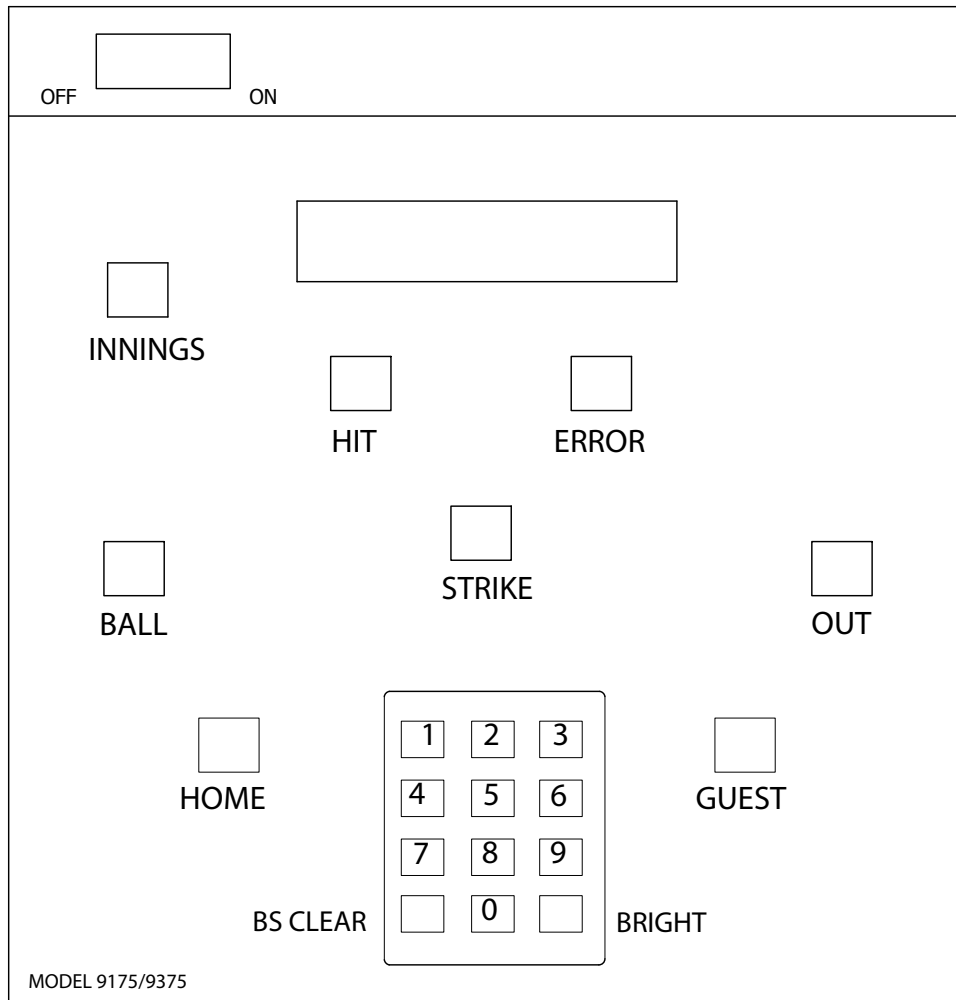 OFF ON
INNINGS
HIT ERROR
STRIKE
BALL OUT
1 2 3
HOME GUEST
4 5 6
7 8 9
BS CLEAR 0 BRIGHT
MODEL 9175/9375